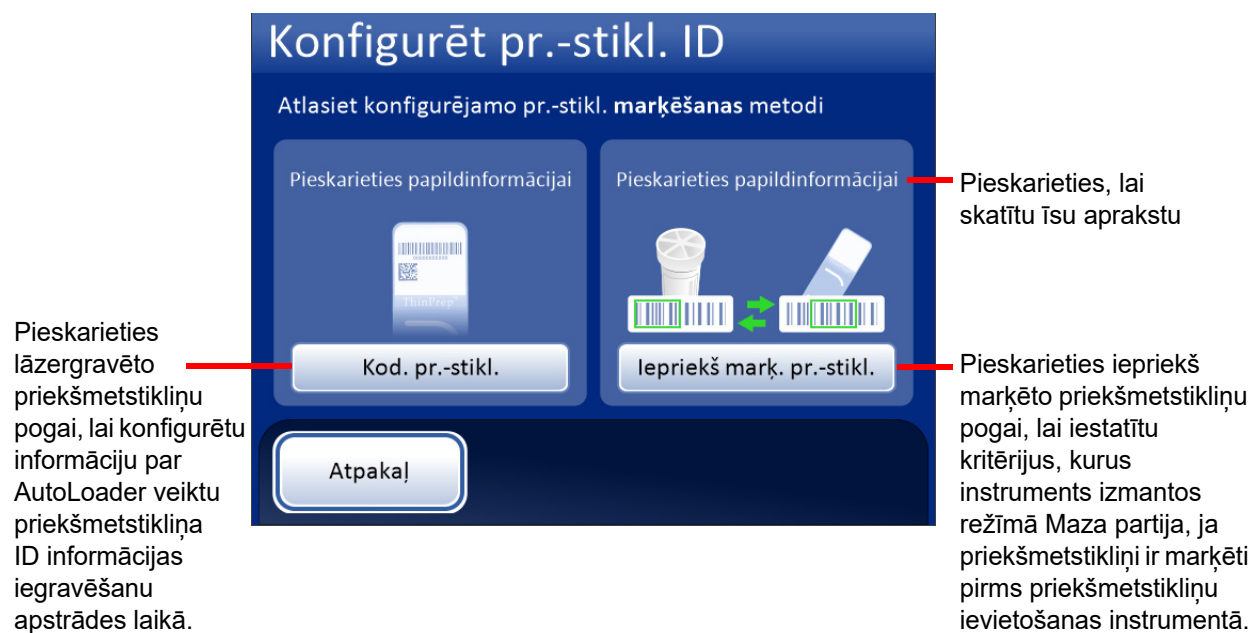 Konfigurēt pr.-stikl. ID
Atlasiet konfigurējamo pr.-stikl. marķēšanas metodi
Pieskarieties papildinformācijai
ThinPrep®
Kod. pr.-stikl.
Pieskarieties papildinformācijai
Iepriekš marķ. pr.-stikl.
Atpakaļ
Pieskarieties, lai
skatītu īsu aprakstu
Pieskarieties
lāzergravēto
priekšmetstikliņu
pogai, lai konfigurētu
informāciju par
AutoLoader veiktu
priekšmetstikliņa
ID informācijas
iegravēšanu
apstrādes laikā.
Pieskarieties iepriekš
marķēto priekšmetstikliņu
pogai, lai iestatītu
kritērijus, kurus
instruments izmantos
režīmā Maza partija, ja
priekšmetstikliņi ir marķēti
pirms priekšmetstikliņu
ievietošanas instrumentā.